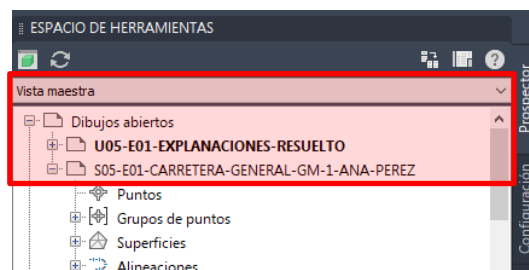 ESPACIO DE HERRAMIENTAS
Vista maestra
Dibujos abiertos
U05-E01-EXPLANACIONES-RESUELTO
S05-E01-CARRETERA-GENERAL-GM-1-ANA-PEREZ
Puntos
Grupos de puntos
Superficies
Alineaciones
Prospector
Configuración